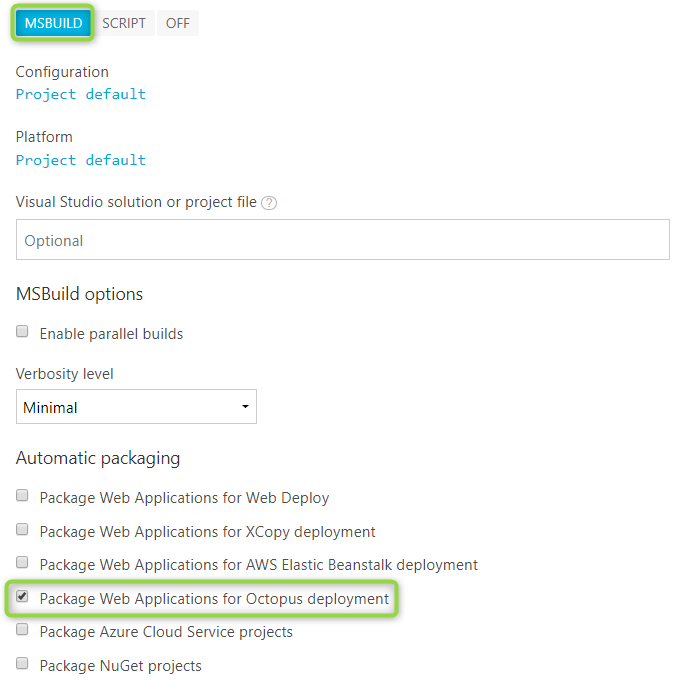 MSBUILD SCRIPT OFF
Configuration
Project default
Platform
Project default
Visual Studio solution or project file ?
Optional
MSBuild options
Enable parallel builds
Verbosity level
Minimal
Automatic packaging
Package Web Applications for Web Deploy
Package Web Applications for XCopy deployment
Package Web Applications for AWS Elastic Beanstalk deployment
Package Web Applications for Octopus deployment
Package Azure Cloud Service projects
Package NuGet projects